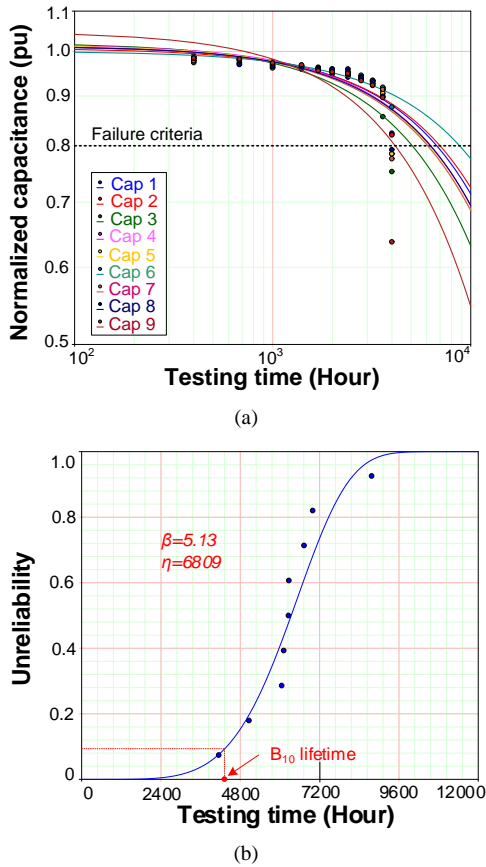 Normalized capacitance (pu)
1.0
0.9
0.8
0.7
0.6
0.5
Failure criteria
Cap 1
Cap 2
Cap 3
Cap 4
Cap 5
Cap 6
Cap 7
Cap 8
Cap 9
10² 10³ 10⁴
Testing time (Hour)
(a)
Unreliability
1.0
0.8
0.6
0.4
0.2
0
β=5.13
η=6809
B₁₀ lifetime
0 2400 4800 7200 9600 12000
Testing time (Hour)
(b)